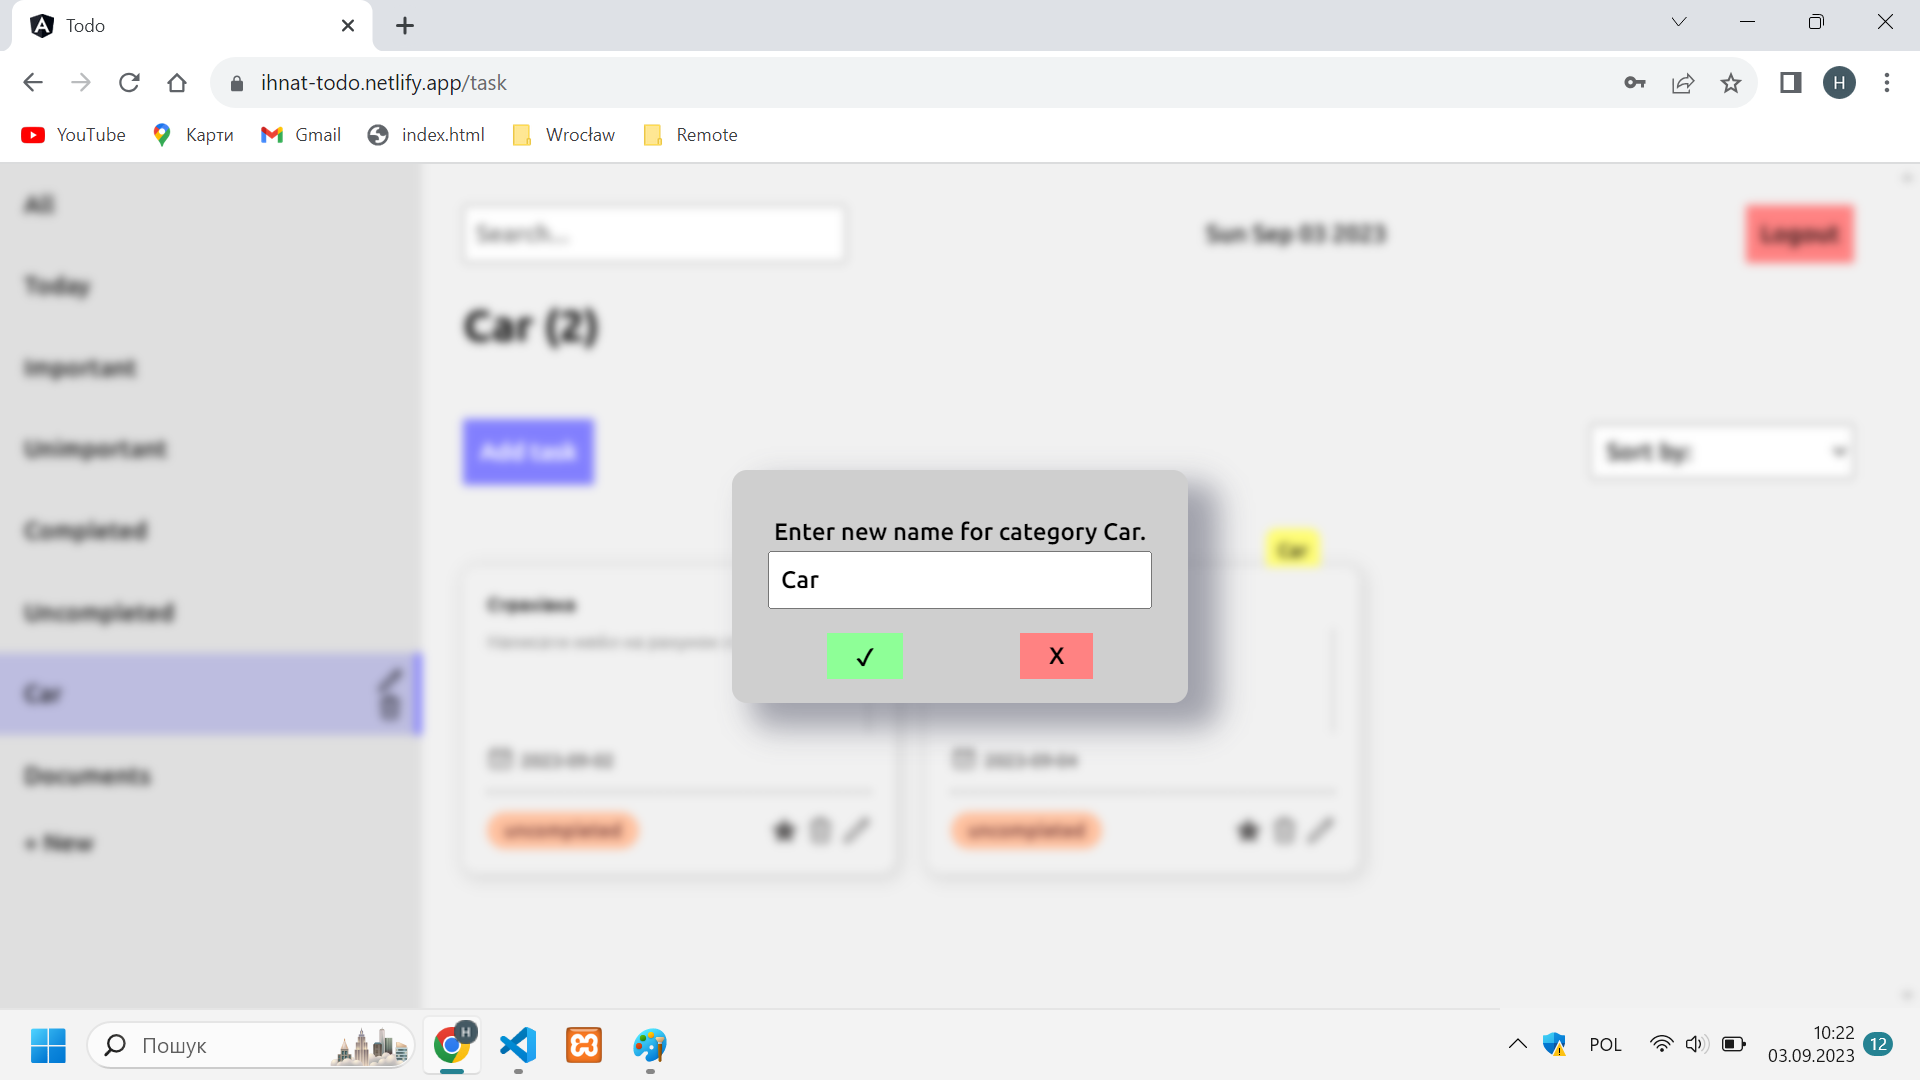 Todo
ihnat-todo.netlify.app/task
H
YouTube
Карти
Gmail
index.html
Wrocław
Remote
All
Today
Important
Unimportant
Completed
Uncompleted
Car
Documents
+ New
Search...
Sun Sep 03 2023
Logout
Car (2)
Add task
Sort by:
Enter new name for category Car.
Car
✓
X
Car
Страховка
2023-09-02
2023-09-04
uncompleted
uncompleted
Пошук
H
POL
10:22
03.09.2023
12